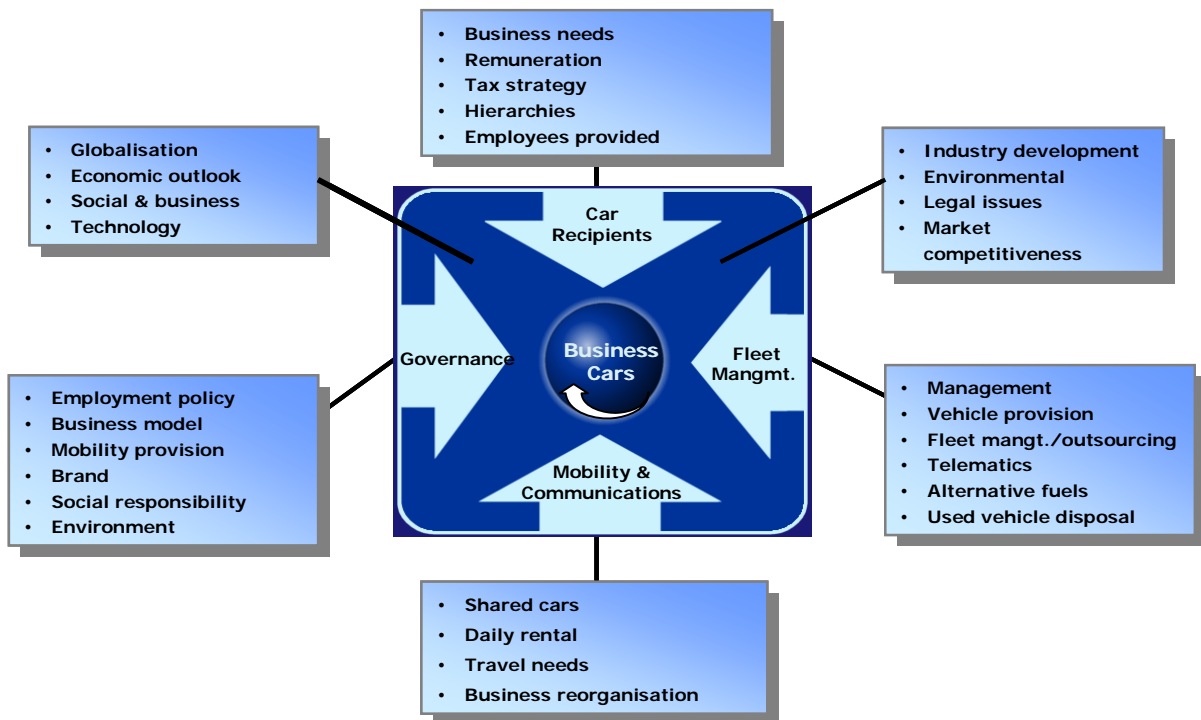 • Business needs
• Remuneration
• Tax strategy
• Hierarchies
• Employees provided
• Globalisation
• Economic outlook
• Social & business
• Technology
• Industry development
• Environmental
• Legal issues
• Market
competitiveness
Car
Recipients
Governance
Business
Cars
Fleet
Mangmt.
Mobility &
Communications
• Employment policy
• Business model
• Mobility provision
• Brand
• Social responsibility
• Environment
• Management
• Vehicle provision
• Fleet mangt./outsourcing
• Telematics
• Alternative fuels
• Used vehicle disposal
• Shared cars
• Daily rental
• Travel needs
• Business reorganisation